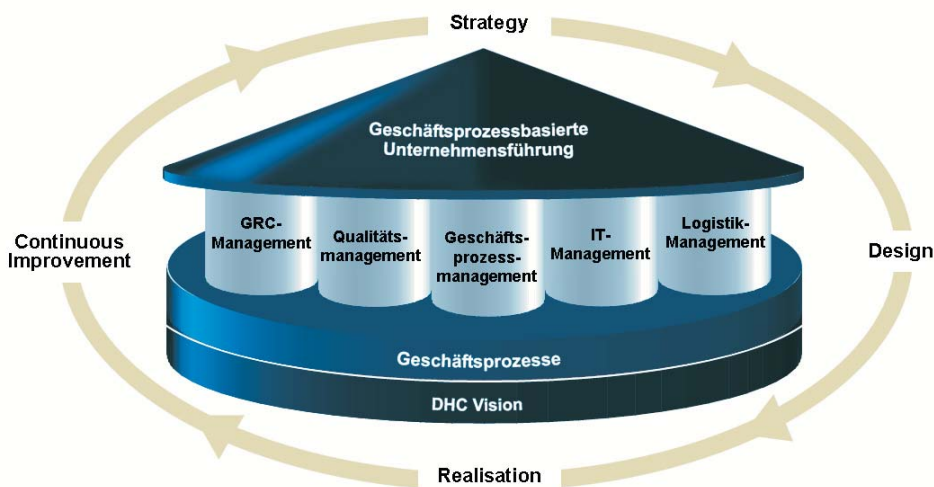 Strategy
Geschäftsprozessbasierte
Unternehmensführung
GRC-
Management
Qualitäts-
management
Geschäfts-
prozess-
management
IT-
Management
Logistik-
Management
Continuous
Improvement
Design
Geschäftsprozesse
DHC Vision
Realisation